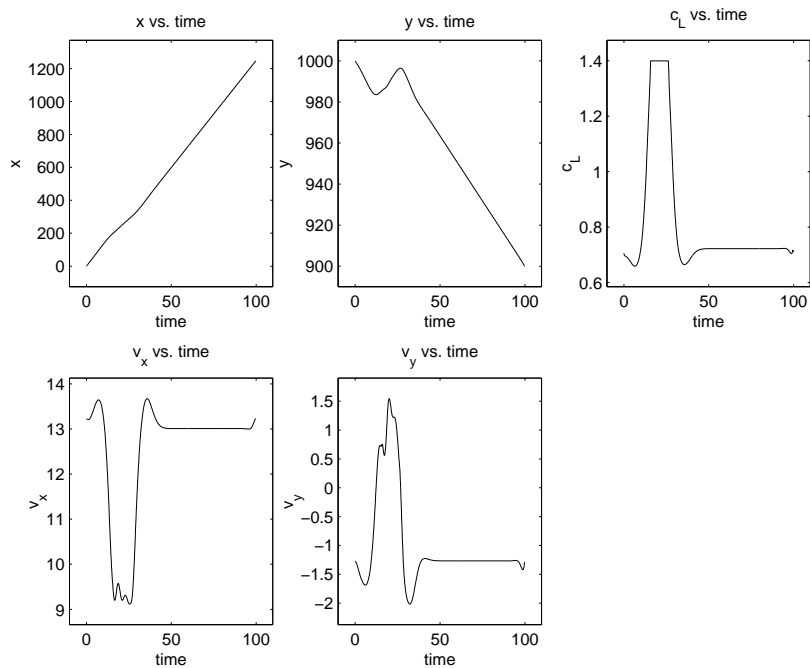 x vs. time
1200
1000
800
600
400
200
0
x
0 50 100
time
y vs. time
1000
980
960
940
920
900
y
0 50 100
time
c_L vs. time
1.4
1.2
1
0.8
0.6
c_L
0 50 100
time
v_x vs. time
14
13
12
11
10
9
v_x
0 50 100
time
v_y vs. time
1.5
1
0.5
0
−0.5
−1
−1.5
−2
v_y
0 50 100
time